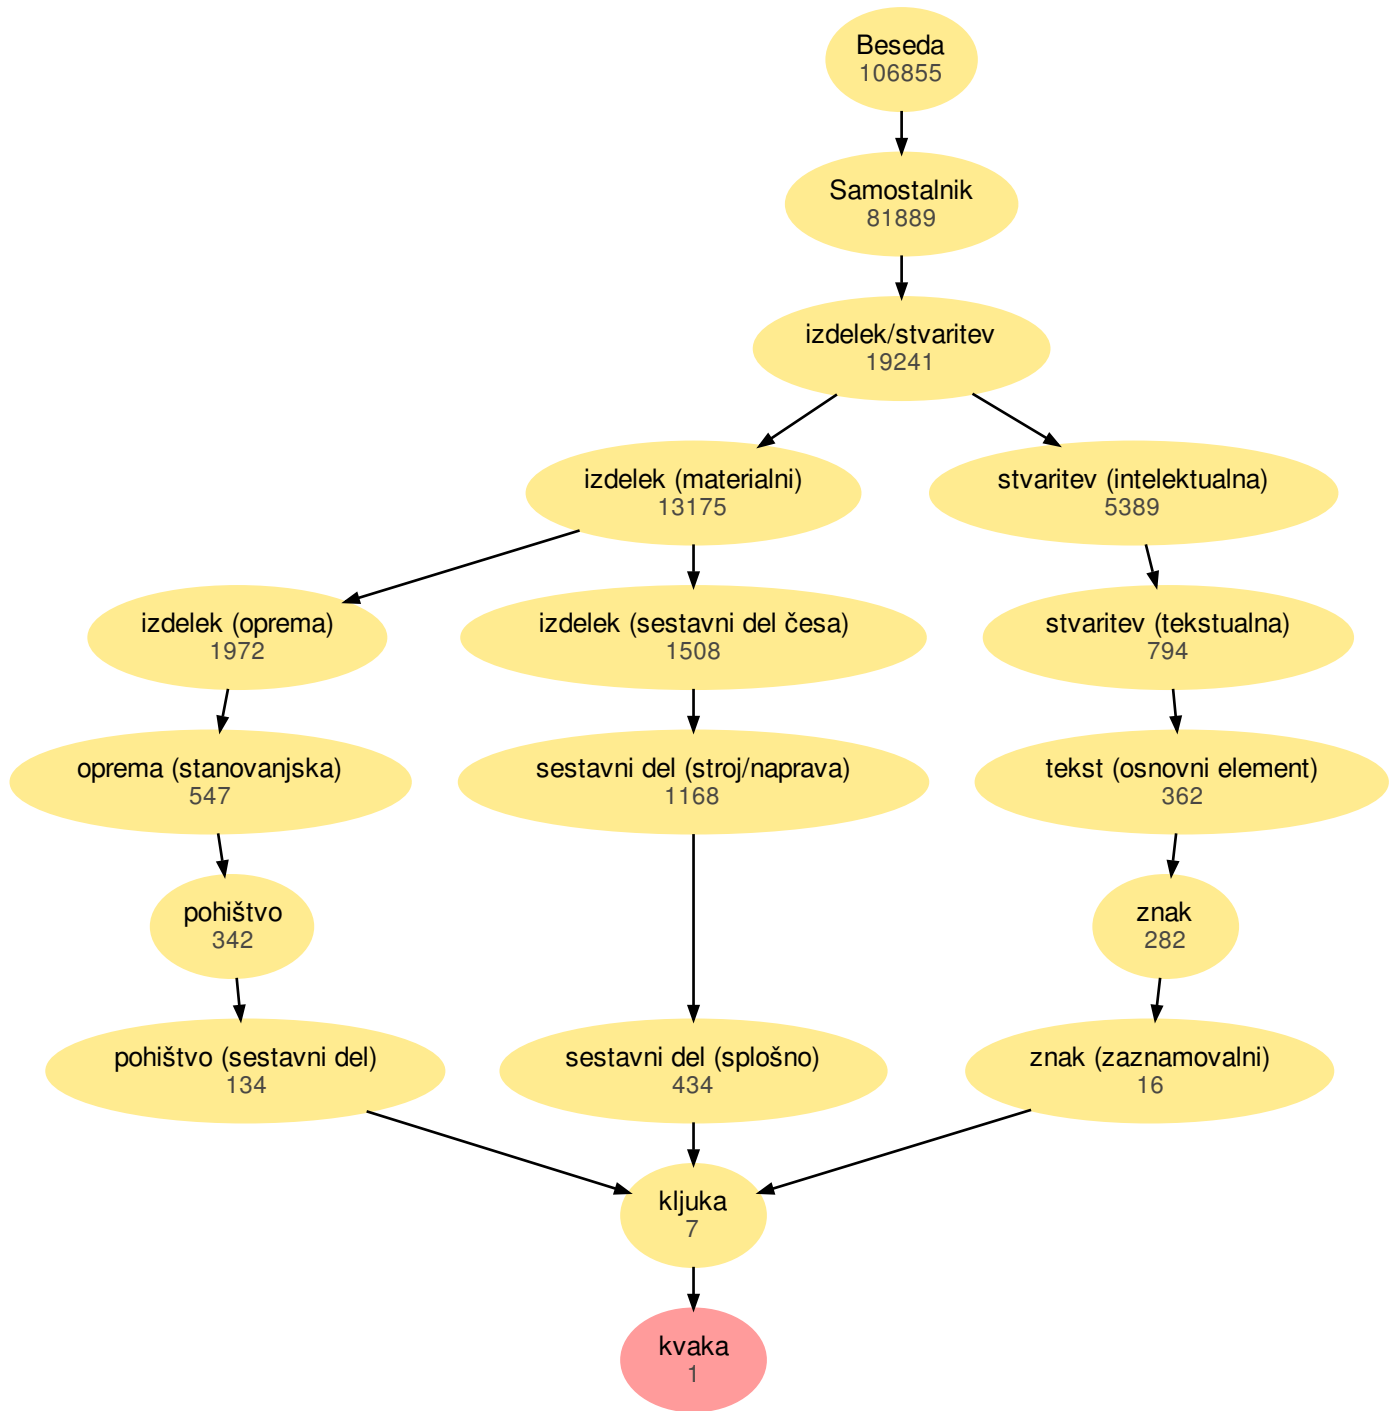 Beseda
106855
Samostalnik
81889
izdelek/stvaritev
19241
izdelek (materialni)
13175
stvaritev (intelektualna)
5389
izdelek (oprema)
1972
izdelek (sestavni del česa)
1508
stvaritev (tekstualna)
794
oprema (stanovanjska)
547
sestavni del (stroj/naprava)
1168
tekst (osnovni element)
362
pohištvo
342
znak
282
pohištvo (sestavni del)
134
sestavni del (splošno)
434
znak (zaznamovalni)
16
kljuka
7
kvaka
1